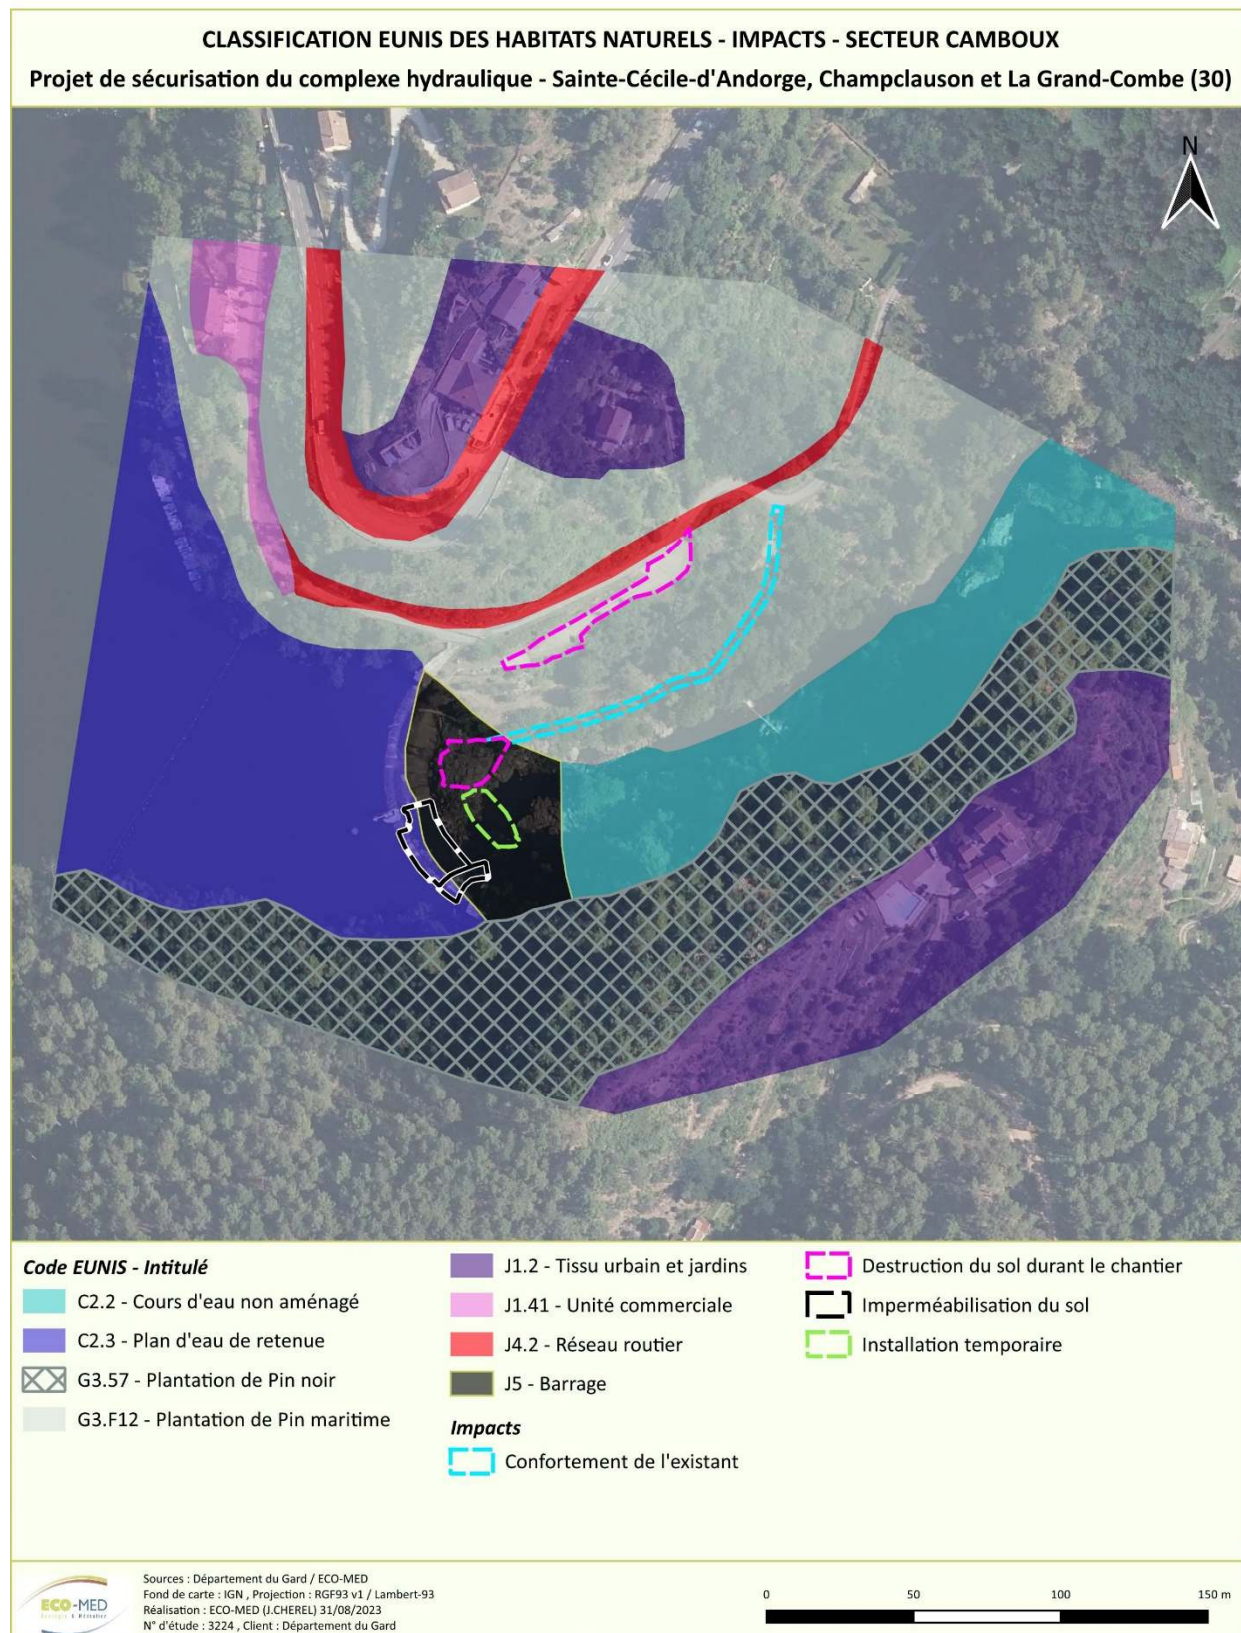 CLASSIFICATION EUNIS DES HABITATS NATURELS - IMPACTS - SECTEUR CAMBOUX
Projet de sécurisation du complexe hydraulique - Sainte-Cécile-d'Andorge, Champclauson et La Grand-Combe (30)
N
Code EUNIS - Intitulé
C2.2 - Cours d'eau non aménagé
C2.3 - Plan d'eau de retenue
G3.57 - Plantation de Pin noir
G3.F12 - Plantation de Pin maritime
J1.2 - Tissu urbain et jardins
J1.41 - Unité commerciale
J4.2 - Réseau routier
J5 - Barrage
Impacts
Confortement de l'existant
Destruction du sol durant le chantier
Imperméabilisation du sol
Installation temporaire
ECO-MED
Ecologie & Médiation
Sources : Département du Gard / ECO-MED
Fond de carte : IGN , Projection : RGF93 v1 / Lambert-93
Réalisation : ECO-MED (J.CHEREL) 31/08/2023
N° d'étude : 3224 , Client : Département du Gard
0 50 100 150 m